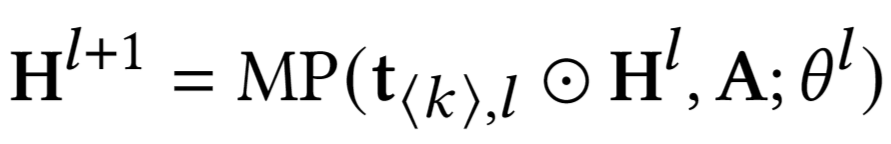 𝐇^{l+1} = MP(𝐭_{⟨k⟩,l} ⊙ 𝐇^l, 𝐀; θ^l)